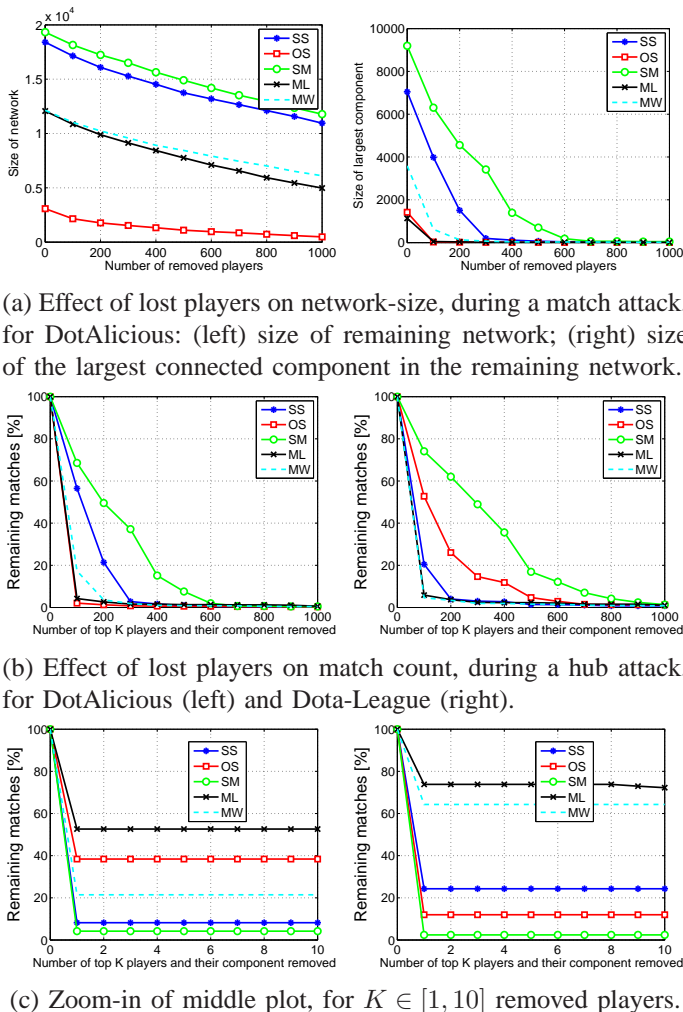 2 x 10^4
1.5
1
0.5
0
Size of network
0 200 400 600 800 1000
Number of removed players
SS
OS
SM
ML
MW
10000
8000
6000
4000
2000
0
Size of largest component
0 200 400 600 800 1000
Number of removed players
SS
OS
SM
ML
MW
(a) Effect of lost players on network-size, during a match attack,
for DotAlicious: (left) size of remaining network; (right) size
of the largest connected component in the remaining network.
100
80
60
40
20
0
Remaining matches [%]
0 200 400 600 800 1000
Number of top K players and their component removed
SS
OS
SM
ML
MW
100
80
60
40
20
0
Remaining matches [%]
0 200 400 600 800 1000
Number of top K players and their component removed
SS
OS
SM
ML
MW
(b) Effect of lost players on match count, during a hub attack,
for DotAlicious (left) and Dota-League (right).
100
80
60
40
20
0
Remaining matches [%]
0 2 4 6 8 10
Number of top K players and their component removed
SS
OS
SM
ML
MW
100
80
60
40
20
0
Remaining matches [%]
0 2 4 6 8 10
Number of top K players and their component removed
SS
OS
SM
ML
MW
(c) Zoom-in of middle plot, for K ∈ [1, 10] removed players.